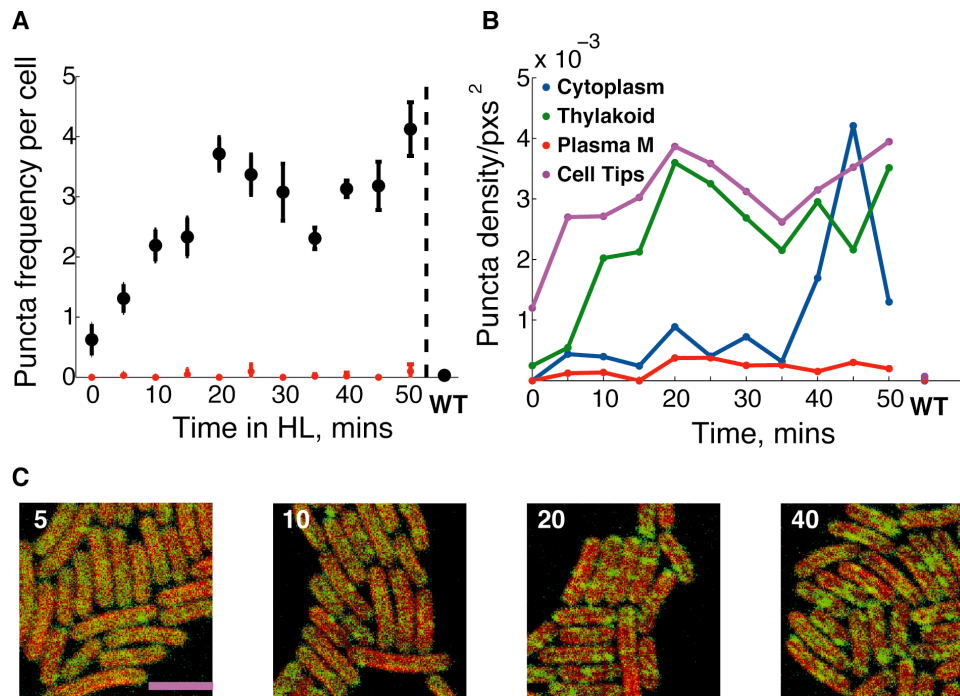 A
Puncta frequency per cell
5
4
3
2
1
0
0 10 20 30 40 50 WT
Time in HL, mins
B
x 10⁻³
Puncta density/pxs²
5
4
3
2
1
Cytoplasm
Thylakoid
Plasma M
Cell Tips
0 10 20 30 40 50 WT
Time, mins
C
5
10
20
40